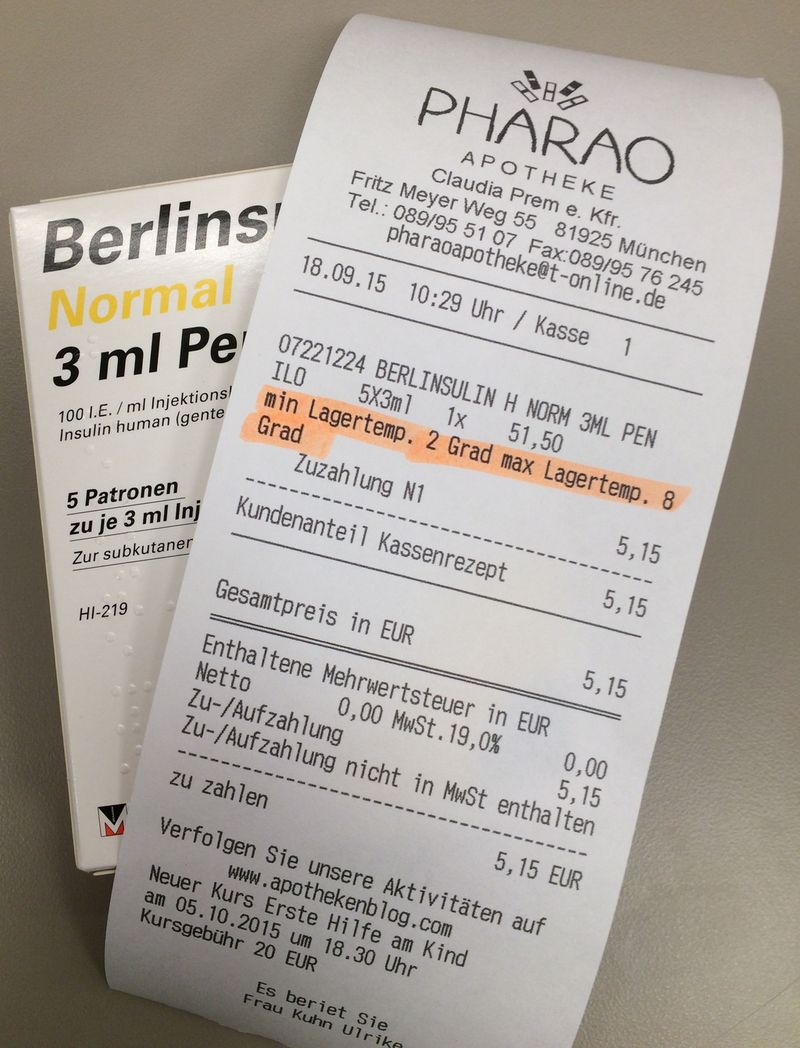 PHARAO
APOTHEKE
Claudia Prem e. Kfr.
Fritz Meyer Weg 55 81925 München
Tel.: 089/95 51 07 Fax:089/95 76 245
pharaoapotheke@t-online.de
18.09.15 10:29 Uhr / Kasse 1
07221224 BERLINSULIN H NORM 3ML PEN
ILO 5X3ml 1x 51,50
min Lagertemp. 2 Grad max Lagertemp. 8
Grad
Zuzahlung N1 5,15
Kundenanteil Kassenrezept 5,15
Gesamtpreis in EUR 5,15
Enthaltene Mehrwertsteuer in EUR
Netto 0,00 MwSt.19,0% 0,00
Zu-/Aufzahlung 5,15
Zu-/Aufzahlung nicht in MwSt enthalten
zu zahlen 5,15 EUR
Verfolgen Sie unsere Aktivitäten auf
www.apothekenblog.com
Neuer Kurs Erste Hilfe am Kind
am 05.10.2015 um 18.30 Uhr
Kursgebühr 20 EUR
Es beriet Sie
Frau Kuhn Ulrike
Berlinsu
Normal
3 ml Pe
100 I.E. / ml Injektions
Insulin human (gente
5 Patronen
zu je 3 ml Inj
Zur subkutanen
HI-219